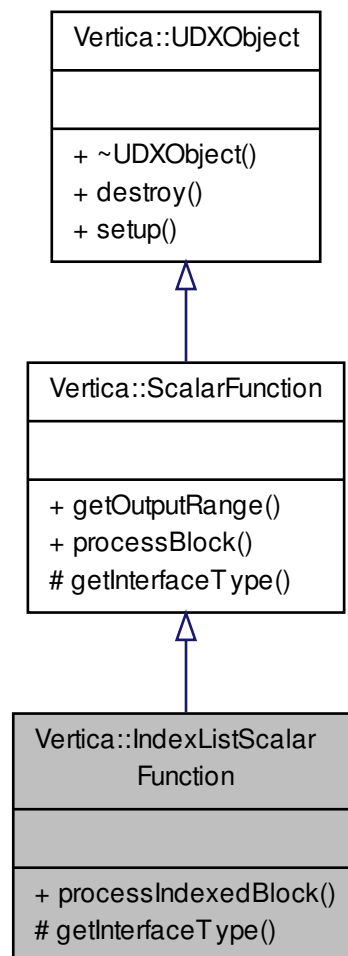 Vertica::UDXObject
+ ~UDXObject()
+ destroy()
+ setup()
Vertica::ScalarFunction
+ getOutputRange()
+ processBlock()
# getInterfaceType()
Vertica::IndexListScalar
Function
+ processIndexedBlock()
# getInterfaceType()